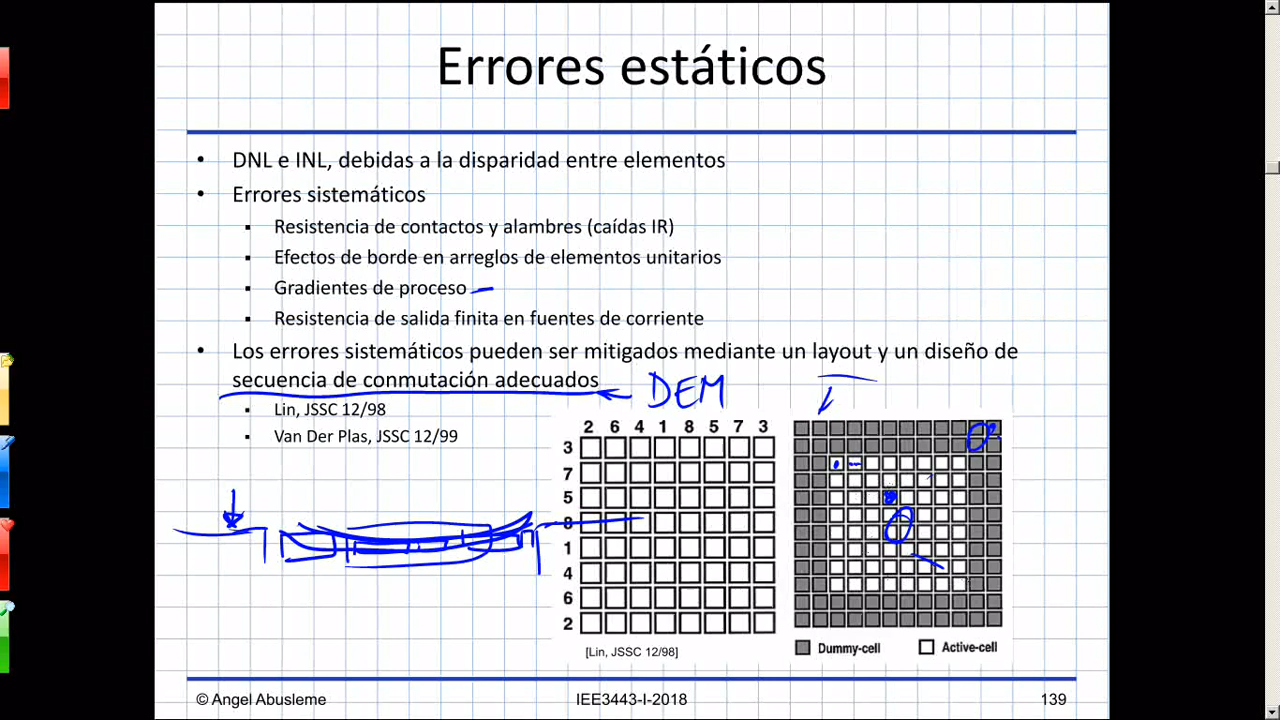 Errores estáticos
• DNL e INL, debidas a la disparidad entre elementos
• Errores sistemáticos
▪ Resistencia de contactos y alambres (caídas IR)
▪ Efectos de borde en arreglos de elementos unitarios
▪ Gradientes de proceso
▪ Resistencia de salida finita en fuentes de corriente
• Los errores sistemáticos pueden ser mitigados mediante un layout y un diseño de
secuencia de conmutación adecuados
DEM
▪ Lin, JSSC 12/98
▪ Van Der Plas, JSSC 12/99
2 6 4 1 8 5 7 3
3
7
5
8
1
4
6
2
[Lin, JSSC 12/98]
Dummy-cell
Active-cell
© Angel Abusleme
IEE3443-I-2018
139